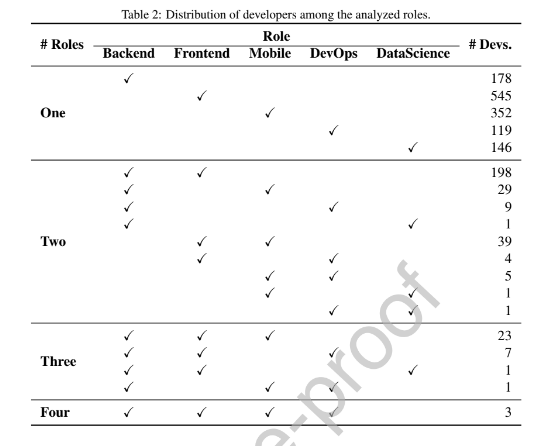 Table 2: Distribution of developers among the analyzed roles.
# Roles Role # Devs.
Backend Frontend Mobile DevOps DataScience
✓ 178
✓ 545
One ✓ 352
✓ 119
✓ 146
✓ ✓ 198
✓ ✓ 29
✓ ✓ 9
✓ ✓ 1
Two ✓ ✓ 39
✓ ✓ 4
✓ ✓ 5
✓ ✓ 1
✓ ✓ 1
✓ ✓ ✓ 23
Three ✓ ✓ ✓ 7
✓ ✓ ✓ 1
✓ ✓ ✓ 1
Four ✓ ✓ ✓ ✓ 3
e-proof